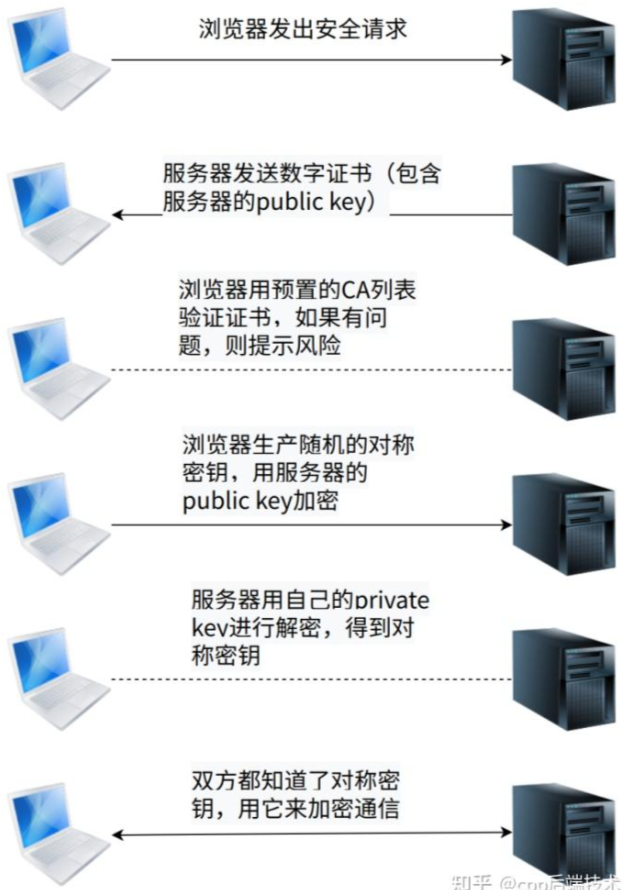 浏览器发出安全请求
服务器发送数字证书（包含
服务器的public key）
浏览器用预置的CA列表
验证证书，如果有问
题，则提示风险
浏览器生产随机的对称
密钥，用服务器的
public key加密
服务器用自己的private
key进行解密，得到对
称密钥
双方都知道了对称密
钥，用它来加密通信
知乎 @cpp后端技术